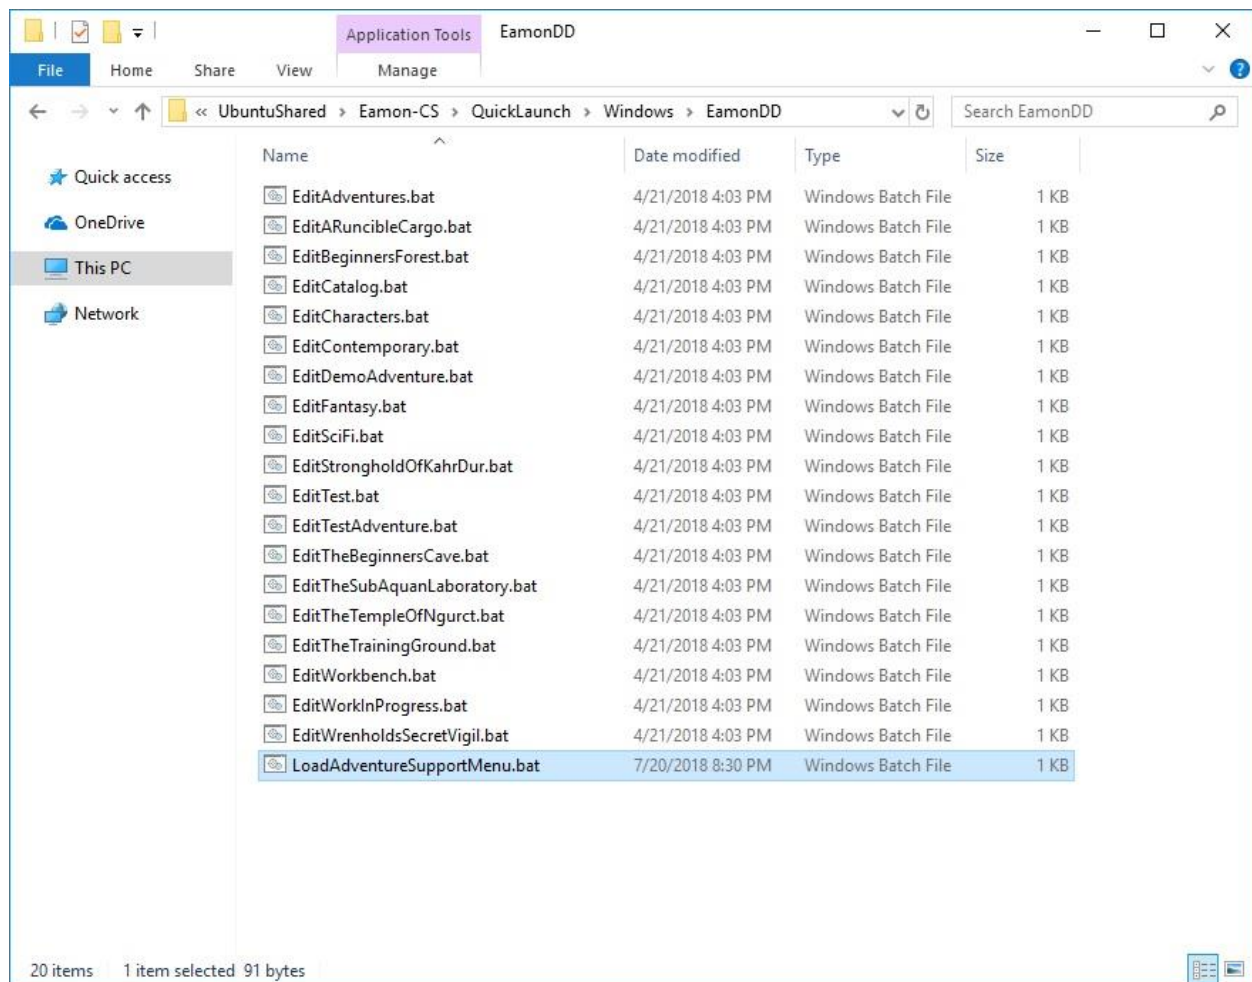 Application Tools EamonDD
File Home Share View Manage
« UbuntuShared > Eamon-CS > QuickLaunch > Windows > EamonDD Search EamonDD
Name Date modified Type Size
Quick access
OneDrive
This PC
Network
EditAdventures.bat 4/21/2018 4:03 PM Windows Batch File 1 KB
EditARuncibleCargo.bat 4/21/2018 4:03 PM Windows Batch File 1 KB
EditBeginnersForest.bat 4/21/2018 4:03 PM Windows Batch File 1 KB
EditCatalog.bat 4/21/2018 4:03 PM Windows Batch File 1 KB
EditCharacters.bat 4/21/2018 4:03 PM Windows Batch File 1 KB
EditContemporary.bat 4/21/2018 4:03 PM Windows Batch File 1 KB
EditDemoAdventure.bat 4/21/2018 4:03 PM Windows Batch File 1 KB
EditFantasy.bat 4/21/2018 4:03 PM Windows Batch File 1 KB
EditSciFi.bat 4/21/2018 4:03 PM Windows Batch File 1 KB
EditStrongholdOfKahrDur.bat 4/21/2018 4:03 PM Windows Batch File 1 KB
EditTest.bat 4/21/2018 4:03 PM Windows Batch File 1 KB
EditTestAdventure.bat 4/21/2018 4:03 PM Windows Batch File 1 KB
EditTheBeginnersCave.bat 4/21/2018 4:03 PM Windows Batch File 1 KB
EditTheSubAquanLaboratory.bat 4/21/2018 4:03 PM Windows Batch File 1 KB
EditTheTempleOfNgurct.bat 4/21/2018 4:03 PM Windows Batch File 1 KB
EditTheTrainingGround.bat 4/21/2018 4:03 PM Windows Batch File 1 KB
EditWorkbench.bat 4/21/2018 4:03 PM Windows Batch File 1 KB
EditWorkInProgress.bat 4/21/2018 4:03 PM Windows Batch File 1 KB
EditWrenholdsSecretVigil.bat 4/21/2018 4:03 PM Windows Batch File 1 KB
LoadAdventureSupportMenu.bat 7/20/2018 8:30 PM Windows Batch File 1 KB
20 items 1 item selected 91 bytes